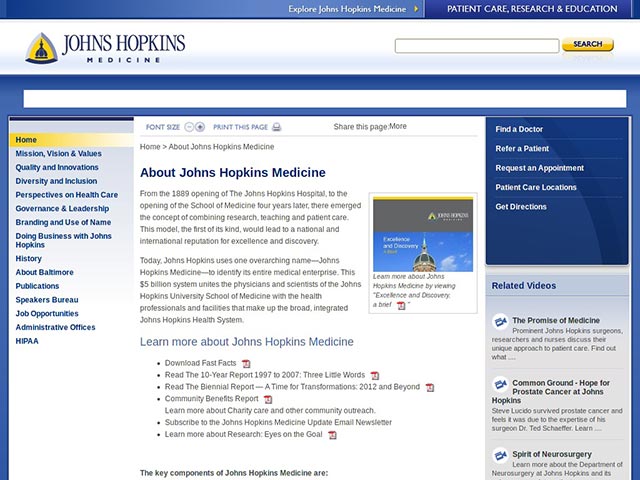 Explore Johns Hopkins Medicine
PATIENT CARE, RESEARCH & EDUCATION
JOHNS HOPKINS
MEDICINE
SEARCH
Home
Mission, Vision & Values
Quality and Innovations
Diversity and Inclusion
Perspectives on Health Care
Governance & Leadership
Branding and Use of Name
Doing Business with Johns
Hopkins
History
About Baltimore
Publications
Speakers Bureau
Job Opportunities
Administrative Offices
HIPAA
FONT SIZE
PRINT THIS PAGE
Share this page:More
Home > About Johns Hopkins Medicine
About Johns Hopkins Medicine
From the 1889 opening of The Johns Hopkins Hospital, to the
opening of the School of Medicine four years later, there emerged
the concept of combining research, teaching and patient care.
This model, the first of its kind, would lead to a national and
international reputation for excellence and discovery.
Today, Johns Hopkins uses one overarching name—Johns
Hopkins Medicine—to identify its entire medical enterprise. This
$5 billion system unites the physicians and scientists of the Johns
Hopkins University School of Medicine with the health
professionals and facilities that make up the broad, integrated
Johns Hopkins Health System.
JOHNS HOPKINS
MEDICINE
Excellence
and Discovery
Learn more about Johns
Hopkins Medicine by viewing
"Excellence and Discovery,
a brief "
Learn more about Johns Hopkins Medicine
Download Fast Facts
Read The 10-Year Report 1997 to 2007: Three Little Words
Read The Biennial Report — A Time for Transformations: 2012 and Beyond
Community Benefits Report
Learn more about Charity care and other community outreach.
Subscribe to the Johns Hopkins Medicine Update Email Newsletter
Learn more about Research: Eyes on the Goal
The key components of Johns Hopkins Medicine are:
Find a Doctor
Refer a Patient
Request an Appointment
Patient Care Locations
Get Directions
Related Videos
The Promise of Medicine
Prominent Johns Hopkins surgeons,
researchers and nurses discuss their
unique approach to patient care. Find out
what ....
Common Ground - Hope for
Prostate Cancer at Johns
Hopkins
Steve Lucido survived prostate cancer and
feels it was due to the expertise of his
surgeon Dr. Ted Schaeffer. Learn ....
Spirit of Neurosurgery
Learn more about the Department of
Neurosurgery at Johns Hopkins and its